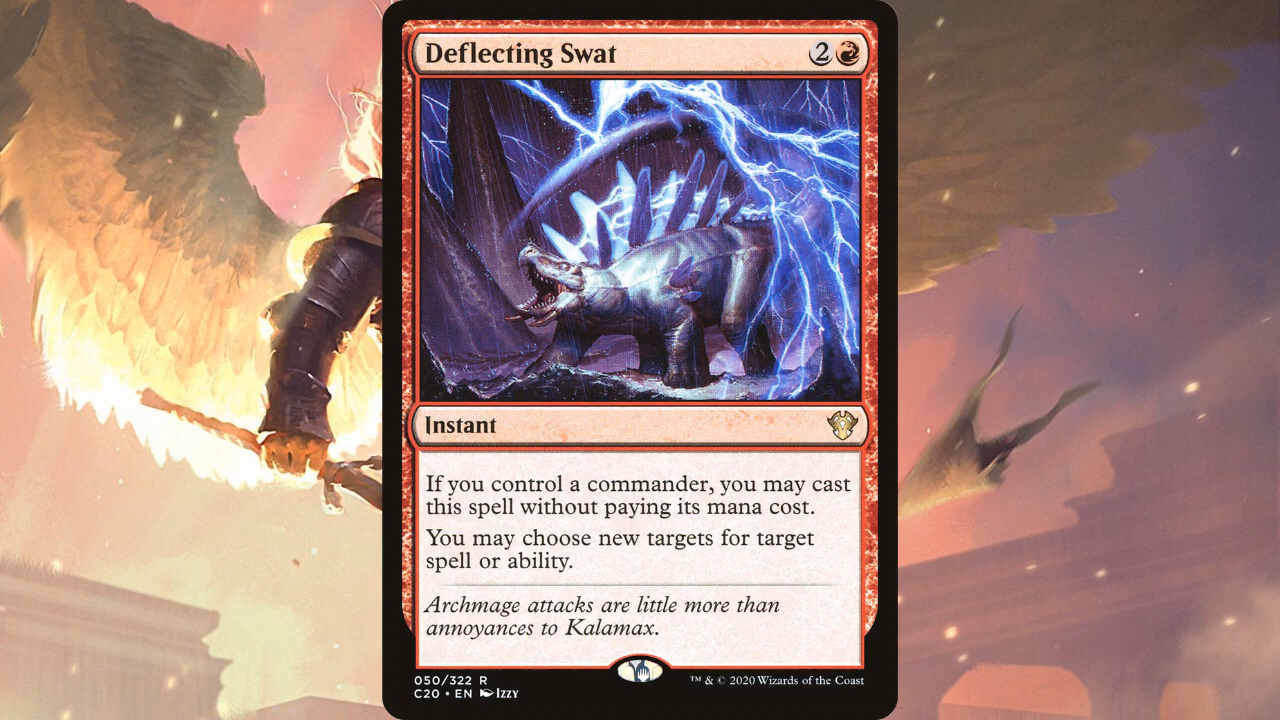 Deflecting Swat 2
Instant
If you control a commander, you may cast
this spell without paying its mana cost.
You may choose new targets for target
spell or ability.
Archmage attacks are little more than
annoyances to Kalamax.
050/322 R
C20 • EN Izzy
™ & © 2020 Wizards of the Coast